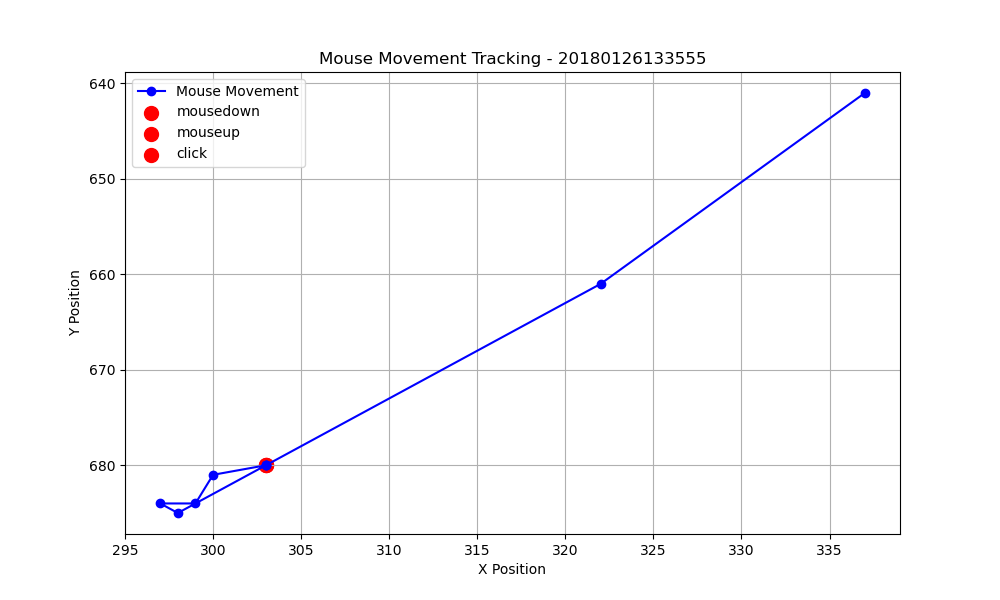 Mouse Movement Tracking - 20180126133555
Mouse Movement
mousedown
mouseup
click
640
650
660
670
680
Y Position
295 300 305 310 315 320 325 330 335
X Position